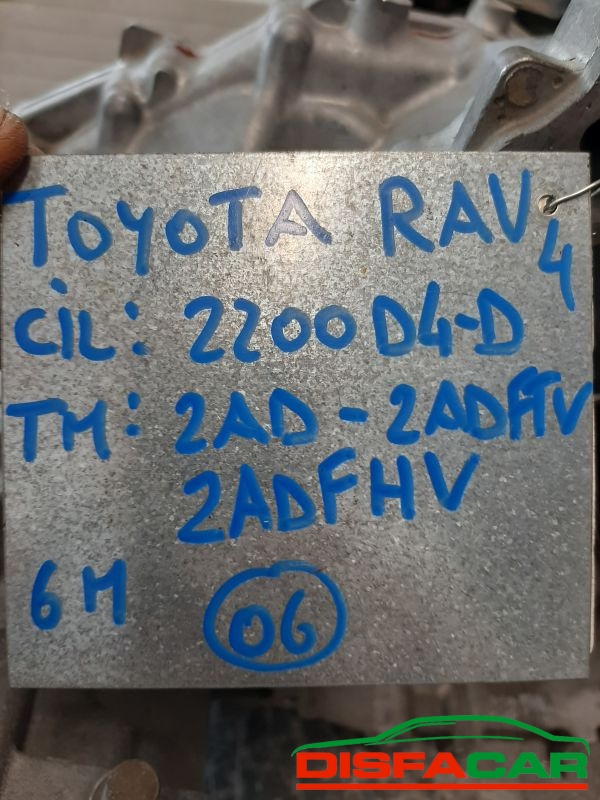 TOYOTA RAV4
CiL: 2200 D4-D
TM: 2AD - 2ADFTV
2ADFHV
6M 06
DISFACAR